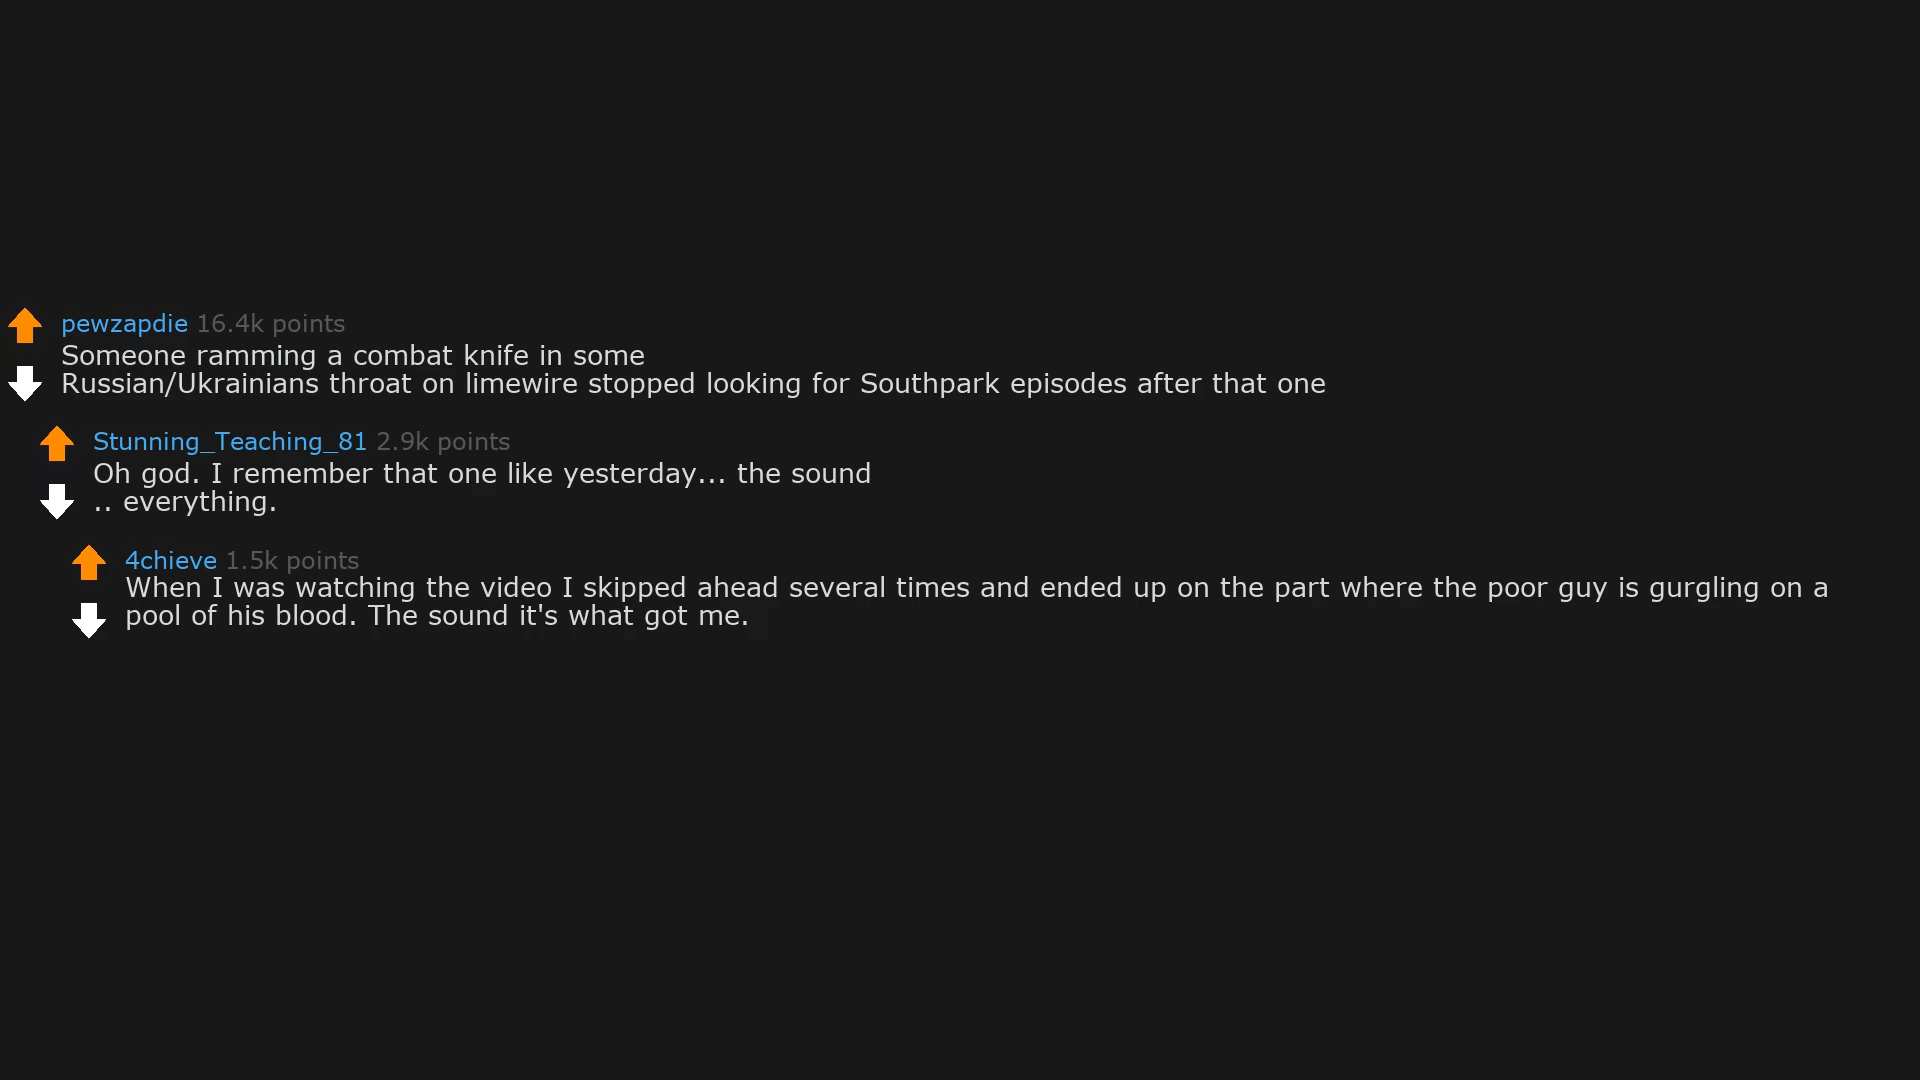 pewzapdie 16.4k points
Someone ramming a combat knife in some
Russian/Ukrainians throat on limewire stopped looking for Southpark episodes after that one
Stunning_Teaching_81 2.9k points
Oh god. I remember that one like yesterday... the sound
.. everything.
4chieve 1.5k points
When I was watching the video I skipped ahead several times and ended up on the part where the poor guy is gurgling on a
pool of his blood. The sound it's what got me.